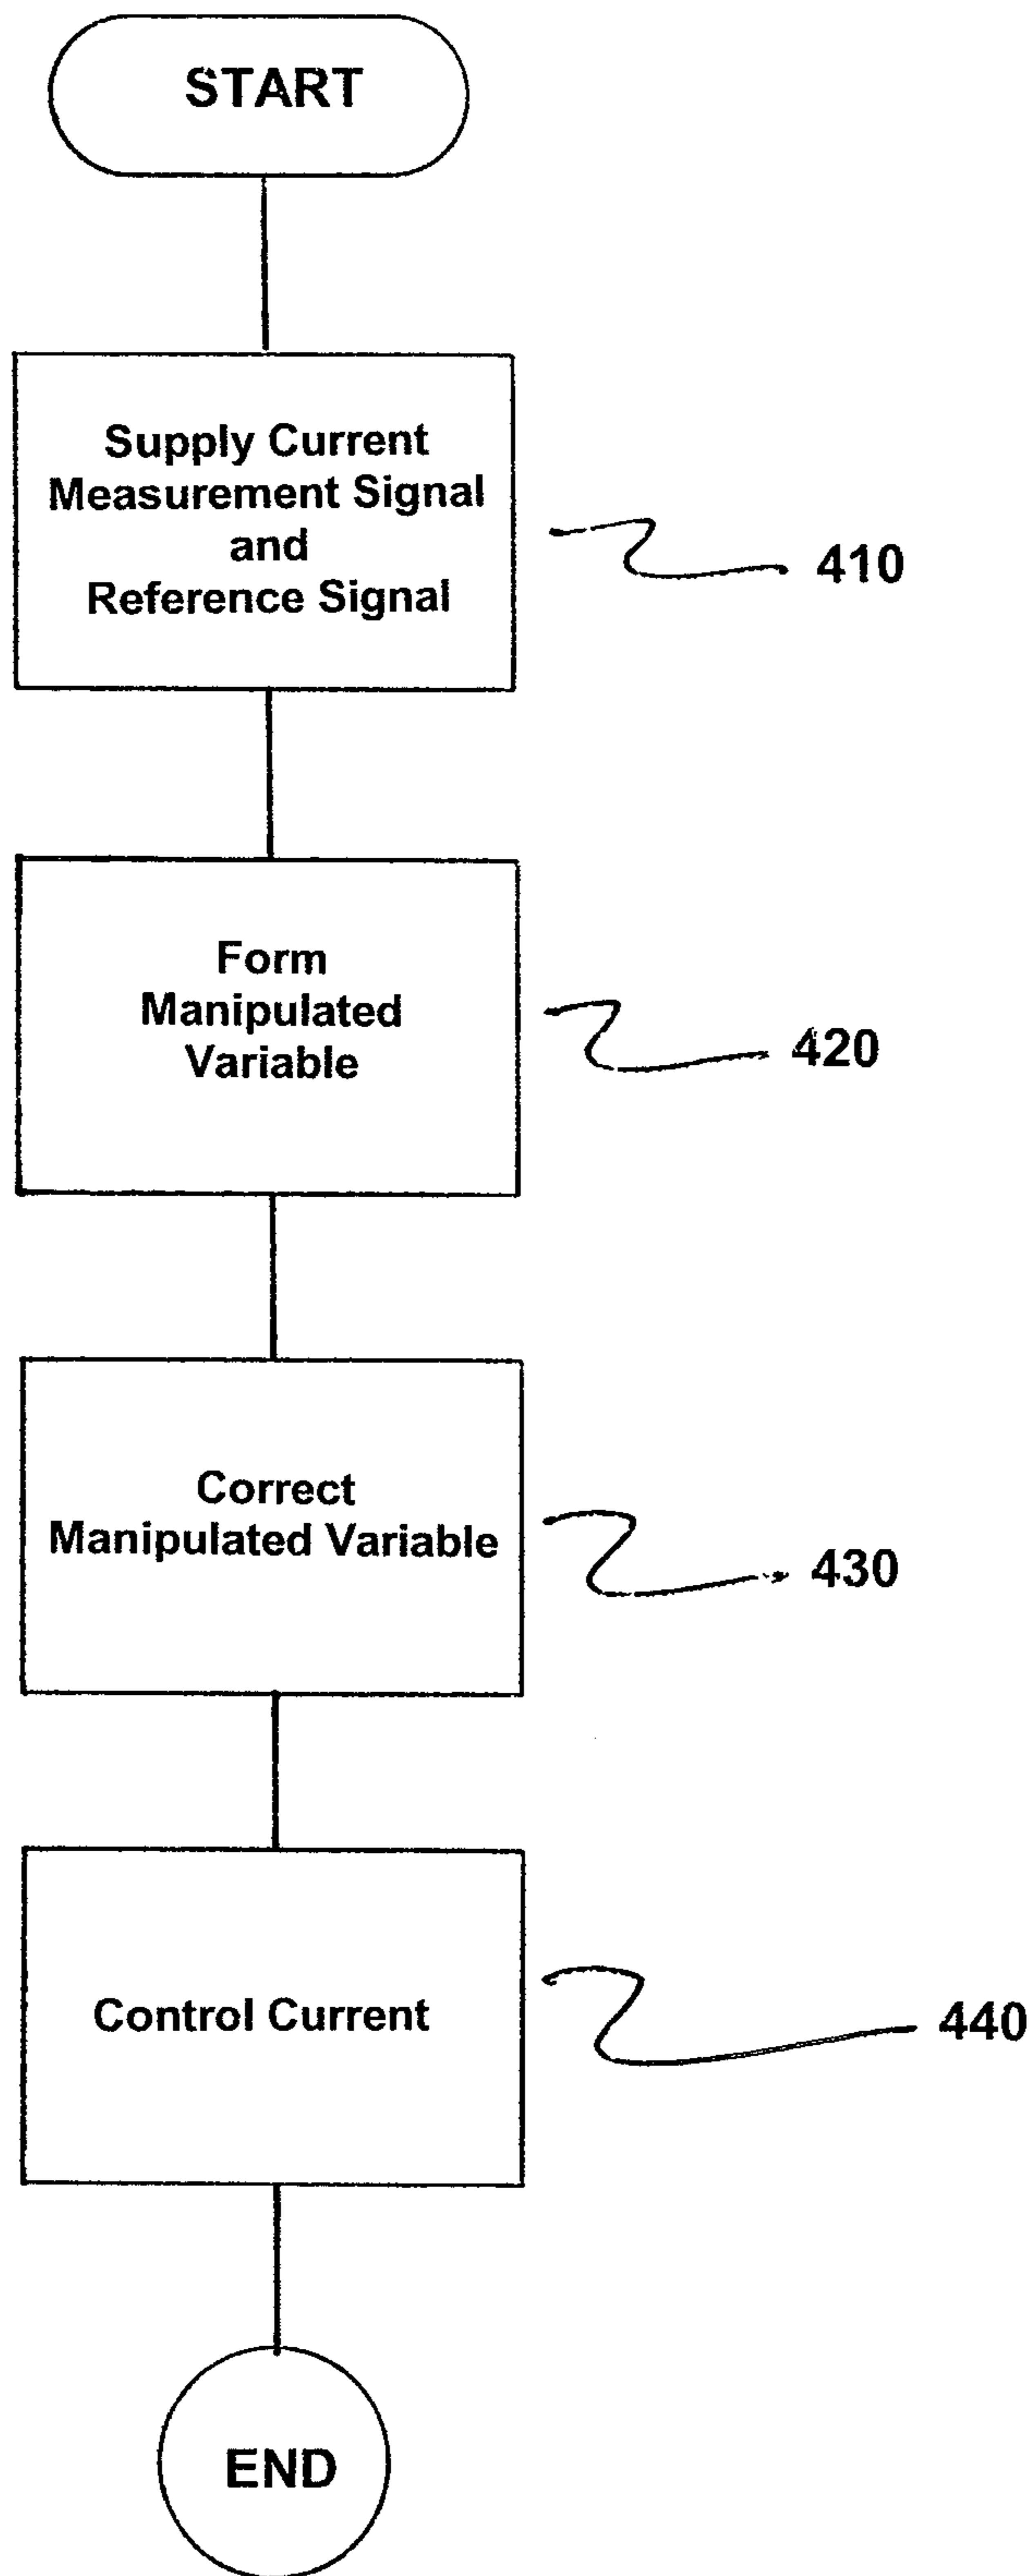 START
Supply Current
Measurement Signal
and
Reference Signal
410
Form
Manipulated
Variable
420
Correct
Manipulated Variable
430
Control Current
440
END